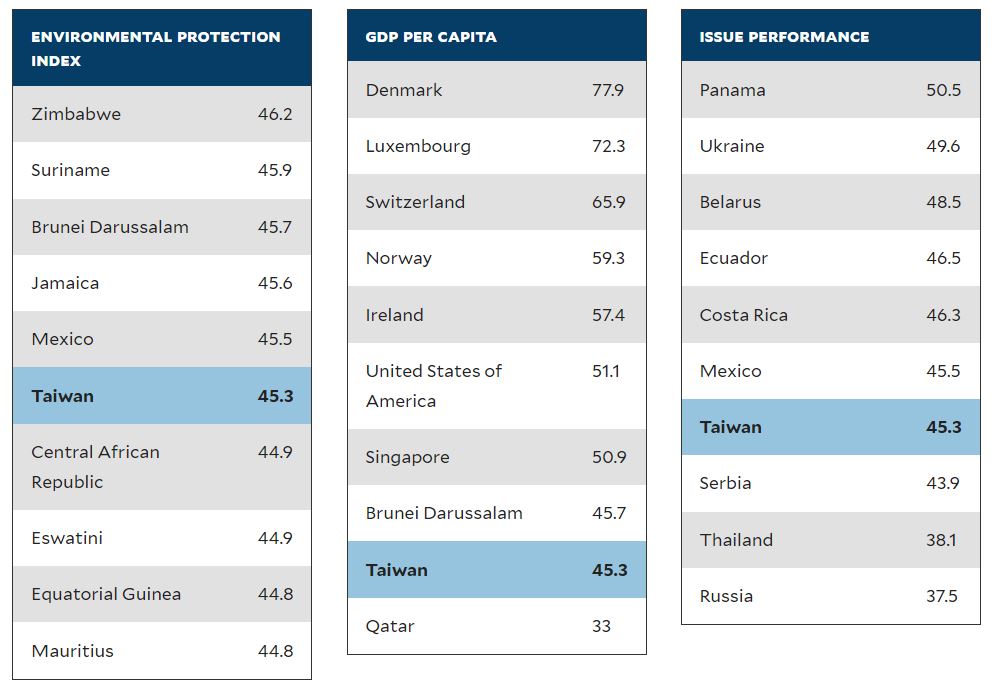 ENVIRONMENTAL PROTECTION
INDEX
Zimbabwe 46.2
Suriname 45.9
Brunei Darussalam 45.7
Jamaica 45.6
Mexico 45.5
Taiwan 45.3
Central African 44.9
Republic
Eswatini 44.9
Equatorial Guinea 44.8
Mauritius 44.8
GDP PER CAPITA
Denmark 77.9
Luxembourg 72.3
Switzerland 65.9
Norway 59.3
Ireland 57.4
United States of 51.1
America
Singapore 50.9
Brunei Darussalam 45.7
Taiwan 45.3
Qatar 33
ISSUE PERFORMANCE
Panama 50.5
Ukraine 49.6
Belarus 48.5
Ecuador 46.5
Costa Rica 46.3
Mexico 45.5
Taiwan 45.3
Serbia 43.9
Thailand 38.1
Russia 37.5